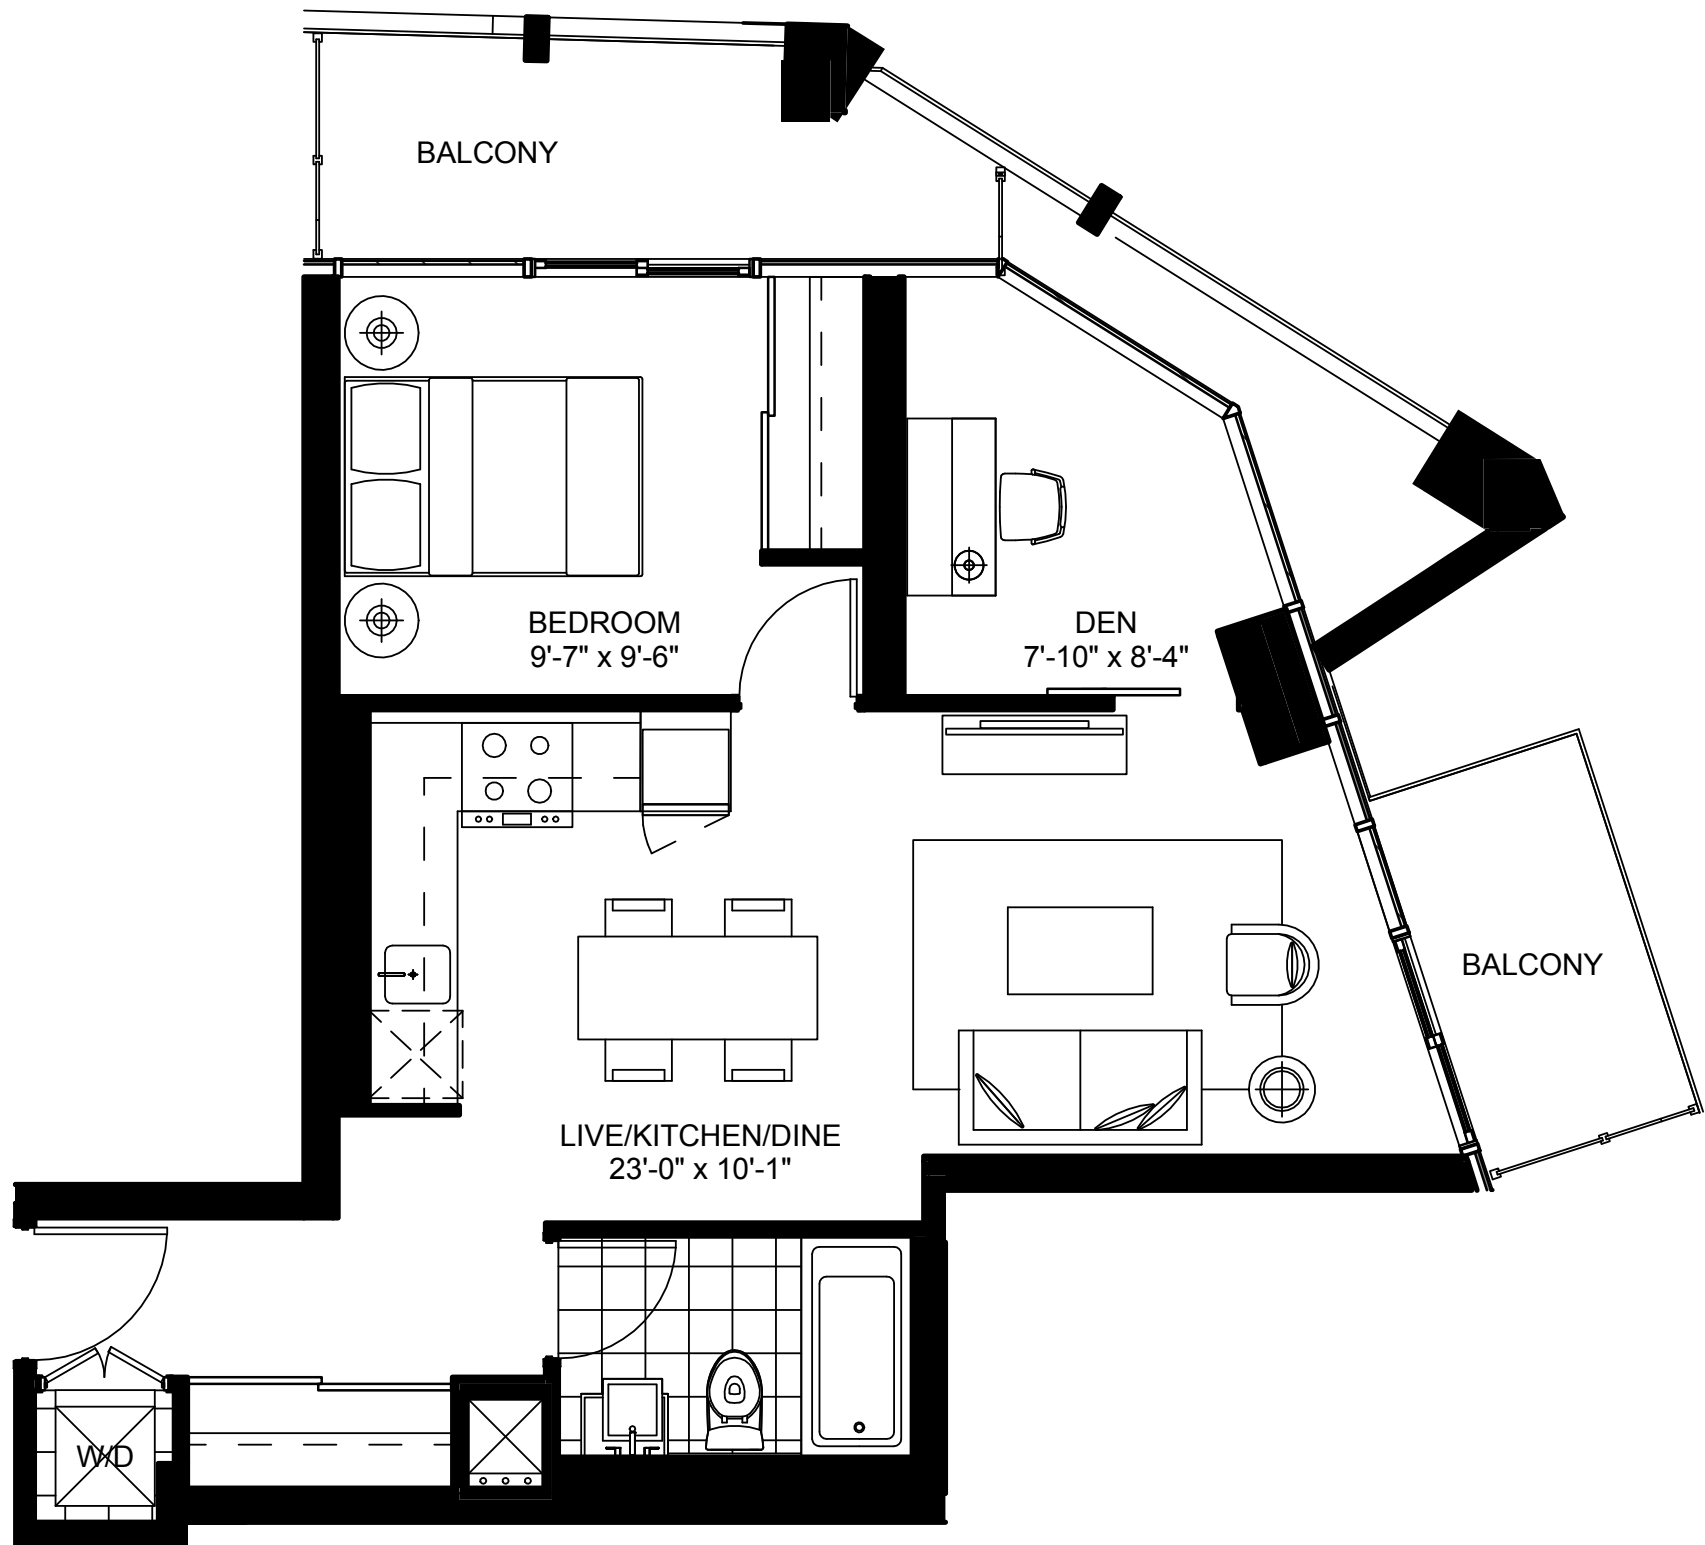 BALCONY
BEDROOM
9'-7" x 9'-6"
DEN
7'-10" x 8'-4"
BALCONY
LIVE/KITCHEN/DINE
23'-0" x 10'-1"
W/D